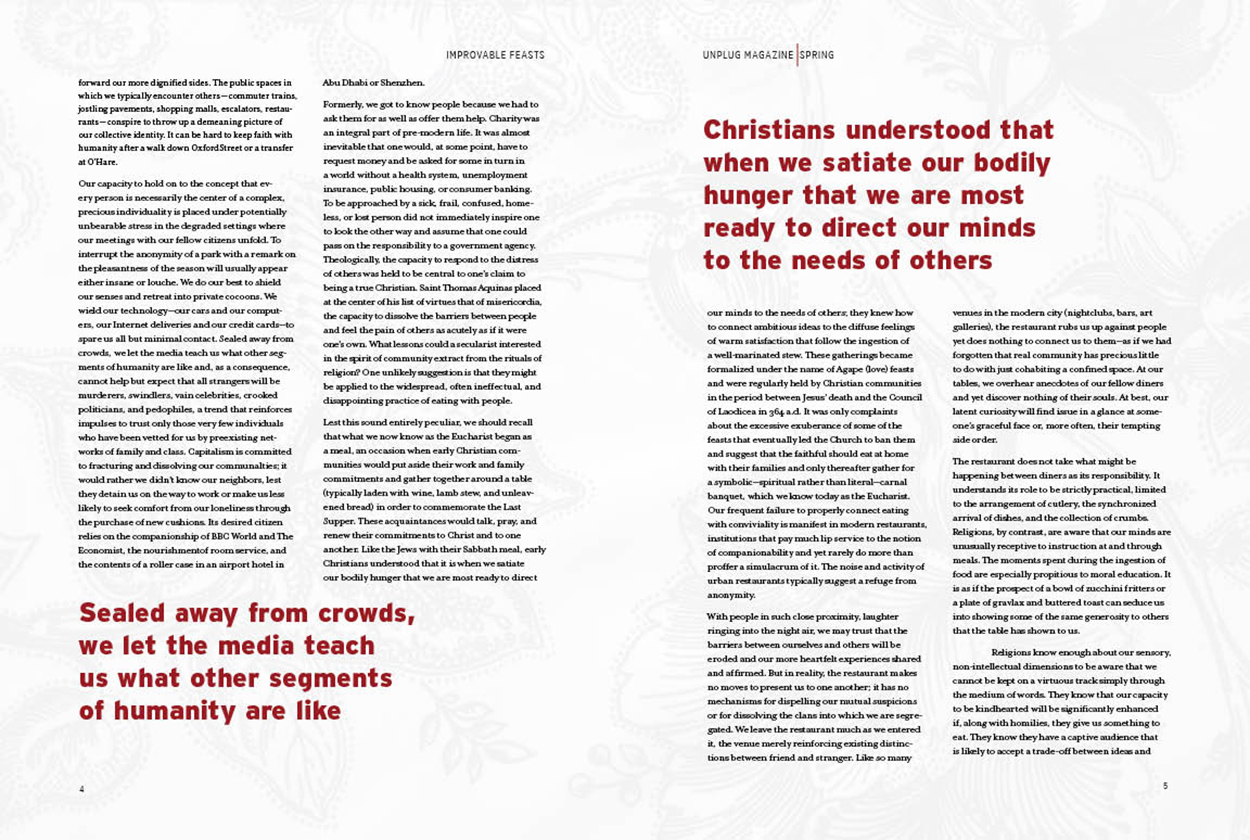 IMPROVABLE FEASTS
forward our more dignified sides. The public spaces in
which we typically encounter others—commuter trains,
jostling pavements, shopping malls, escalators, restau-
rants—conspire to throw up a demeaning picture of
our collective identity. It can be hard to keep faith with
humanity after a walk down Oxford Street or a transfer
at O'Hare.
Our capacity to hold on to the concept that ev-
ery person is necessarily the center of a complex,
precious individuality is placed under potentially
unbearable stress in the degraded settings where
our meetings with our fellow citizens unfold. To
interrupt the anonymity of a park with a remark on
the pleasantness of the season will usually appear
either insane or louche. We do our best to shield
our senses and retreat into private cocoons. We
wield our technology—our cars and our comput-
ers, our Internet deliveries and our credit cards—to
spare us all but minimal contact. Sealed away from
crowds, we let the media teach us what other seg-
ments of humanity are like and, as a consequence,
cannot help but expect that all strangers will be
murderers, swindlers, vain celebrities, crooked
politicians, and pedophiles, a trend that reinforces
impulses to trust only those very few individuals
who have been vetted for us by preexisting net-
works of family and class. Capitalism is committed
to fracturing and dissolving our communalties; it
would rather we didn't know our neighbors, lest
they detain us on the way to work or make us less
likely to seek comfort from our loneliness through
the purchase of new cushions. Its desired citizen
relies on the companionship of BBC World and The
Economist, the nourishment of room service, and
the contents of a roller case in an airport hotel in
Abu Dhabi or Shenzhen.
Formerly, we got to know people because we had to
ask them for as well as offer them help. Charity was
an integral part of pre-modern life. It was almost
inevitable that one would, at some point, have to
request money and be asked for some in turn in
a world without a health system, unemployment
insurance, public housing, or consumer banking.
To be approached by a sick, frail, confused, home-
less, or lost person did not immediately inspire one
to look the other way and assume that one could
pass on the responsibility to a government agency.
Theologically, the capacity to respond to the distress
of others was held to be central to one's claim to
being a true Christian. Saint Thomas Aquinas placed
at the center of his list of virtues that of misericordia,
the capacity to dissolve the barriers between people
and feel the pain of others as acutely as if it were
one's own. What lessons could a secularist interested
in the spirit of community extract from the rituals of
religion? One unlikely suggestion is that they might
be applied to the widespread, often ineffectual, and
disappointing practice of eating with people.
Lest this sound entirely peculiar, we should recall
that what we now know as the Eucharist began as
a meal, an occasion when early Christian com-
munities would put aside their work and family
commitments and gather together around a table
(typically laden with wine, lamb stew, and unleav-
ened bread) in order to commemorate the Last
Supper. These acquaintances would talk, pray, and
renew their commitments to Christ and to one
another. Like the Jews with their Sabbath meal, early
Christians understood that it is when we satiate
our bodily hunger that we are most ready to direct
Sealed away from crowds,
we let the media teach
us what other segments
of humanity are like
4
UNPLUG MAGAZINE SPRING
Christians understood that
when we satiate our bodily
hunger that we are most
ready to direct our minds
to the needs of others
our minds to the needs of others; they knew how
to connect ambitious ideas to the diffuse feelings
of warm satisfaction that follow the ingestion of
a well-marinated stew. These gatherings became
formalized under the name of Agape (love) feasts
and were regularly held by Christian communities
in the period between Jesus' death and the Council
of Laodicea in 364 a.d. It was only complaints
about the excessive exuberance of some of the
feasts that eventually led the Church to ban them
and suggest that the faithful should eat at home
with their families and only thereafter gather for
a symbolic—spiritual rather than literal—carnal
banquet, which we know today as the Eucharist.
Our frequent failure to properly connect eating
with conviviality is manifest in modern restaurants,
institutions that pay much lip service to the notion
of companionability and yet rarely do more than
proffer a simulacrum of it. The noise and activity of
urban restaurants typically suggest a refuge from
anonymity.
With people in such close proximity, laughter
ringing into the night air, we may trust that the
barriers between ourselves and others will be
eroded and our more heartfelt experiences shared
and affirmed. But in reality, the restaurant makes
no moves to present us to one another; it has no
mechanisms for dispelling our mutual suspicions
or for dissolving the clans into which we are segre-
gated. We leave the restaurant much as we entered
it, the venue merely reinforcing existing distinc-
tions between friend and stranger. Like so many
venues in the modern city (nightclubs, bars, art
galleries), the restaurant rubs us up against people
yet does nothing to connect us to them—as if we had
forgotten that real community has precious little
to do with just cohabiting a confined space. At our
tables, we overhear anecdotes of our fellow diners
and yet discover nothing of their souls. At best, our
latent curiosity will find issue in a glance at some-
one's graceful face or, more often, their tempting
side order.
The restaurant does not take what might be
happening between diners as its responsibility. It
understands its role to be strictly practical, limited
to the arrangement of cutlery, the synchronized
arrival of dishes, and the collection of crumbs.
Religions, by contrast, are aware that our minds are
unusually receptive to instruction at and through
meals. The moments spent during the ingestion of
food are especially propitious to moral education. It
is as if the prospect of a bowl of zucchini fritters or
a plate of gravlax and buttered toast can seduce us
into showing some of the same generosity to others
that the table has shown to us.
Religions know enough about our sensory,
non-intellectual dimensions to be aware that we
cannot be kept on a virtuous track simply through
the medium of words. They know that our capacity
to be kindhearted will be significantly enhanced
if, along with homilies, they give us something to
eat. They know they have a captive audience that
is likely to accept a trade-off between ideas and
5